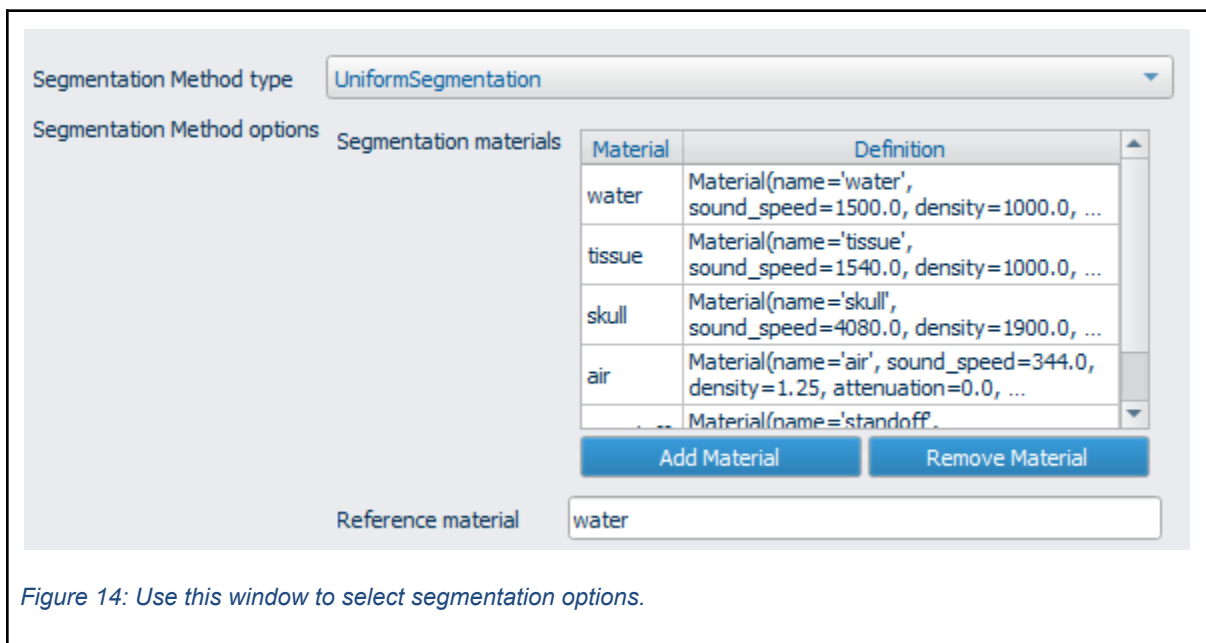 Segmentation Method type UniformSegmentation
Segmentation Method options Segmentation materials Material Definition
water Material(name='water',
sound_speed=1500.0, density=1000.0, ...
tissue Material(name='tissue',
sound_speed=1540.0, density=1000.0, ...
skull Material(name='skull',
sound_speed=4080.0, density=1900.0, ...
air Material(name='air', sound_speed=344.0,
density=1.25, attenuation=0.0, ...
Material(name='standoff',
Add Material Remove Material
Reference material water
Figure 14: Use this window to select segmentation options.